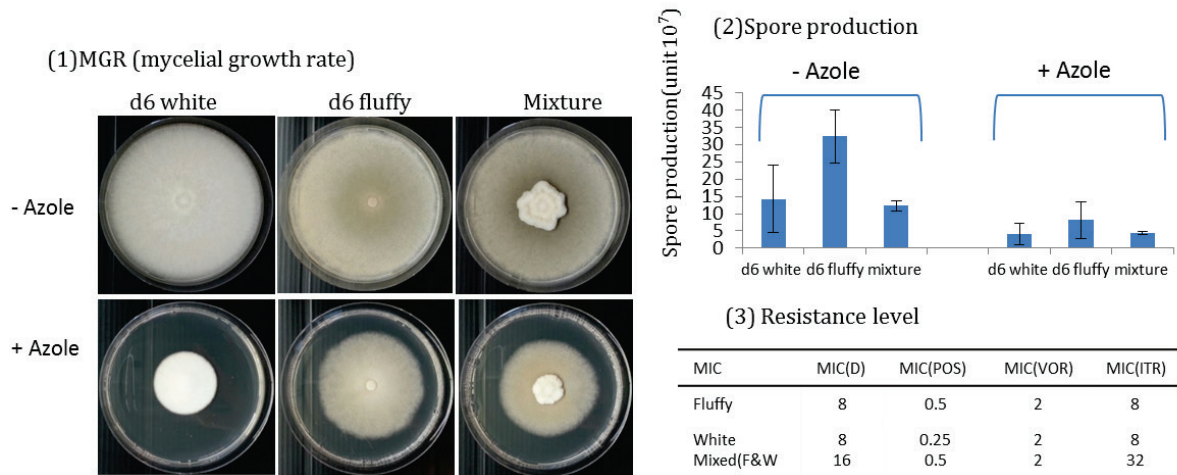 (1)MGR (mycelial growth rate)
d6 white d6 fluffy Mixture
- Azole
+ Azole
(2)Spore production
- Azole + Azole
Spore production(unit10⁷)
45
40
35
30
25
20
15
10
5
0
d6 white d6 fluffy mixture d6 white d6 fluffy mixture
(3) Resistance level
MIC MIC(D) MIC(POS) MIC(VOR) MIC(ITR)
Fluffy 8 0.5 2 8
White 8 0.25 2 8
Mixed(F&W 16 0.5 2 32